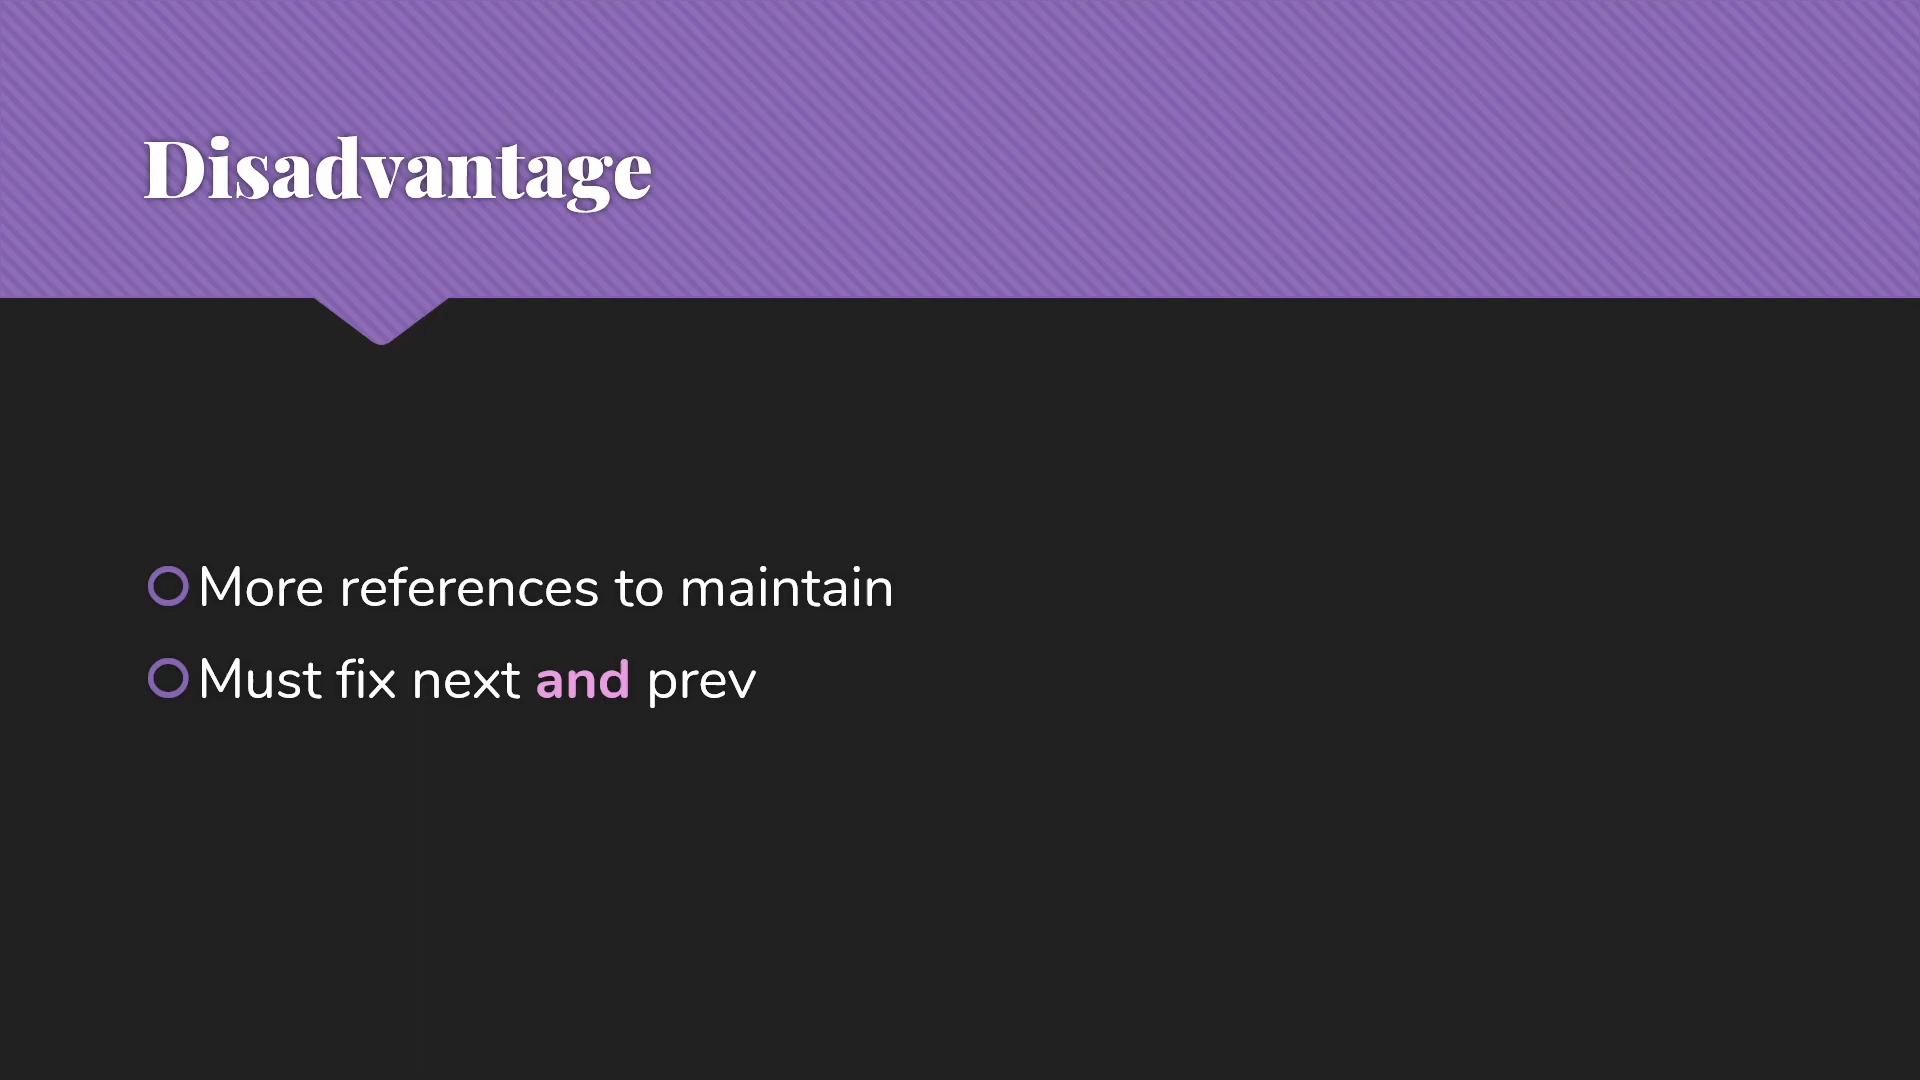 Disadvantage
More references to maintain
Must fix next and prev